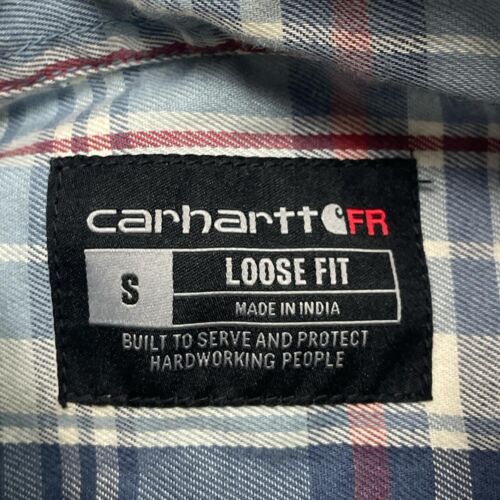 carhartt FR
S
LOOSE FIT
MADE IN INDIA
BUILT TO SERVE AND PROTECT
HARDWORKING PEOPLE